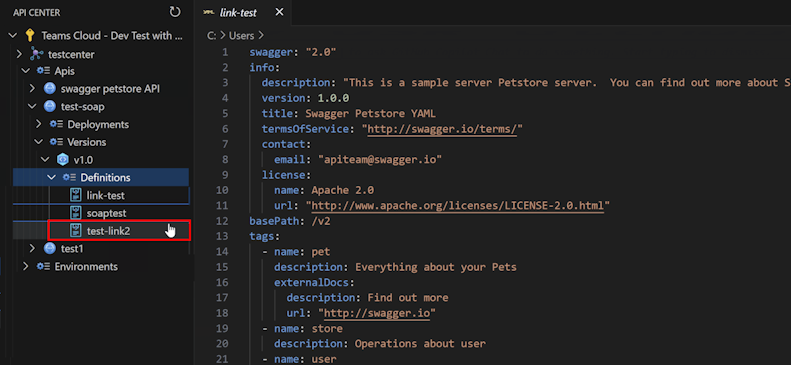 API CENTER
Teams Cloud - Dev Test with ...
testcenter
Apis
swagger petstore API
test-soap
Deployments
Versions
v1.0
Definitions
link-test
soaptest
test-link2
test1
Environments
link-test
C: > Users >
1 swagger: "2.0"
2 info:
3 description: "This is a sample server Petstore server.  You can find out more about S
4 version: 1.0.0
5 title: Swagger Petstore YAML
6 termsOfService: "http://swagger.io/terms/"
7 contact:
8 email: "apiteam@swagger.io"
9 license:
10 name: Apache 2.0
11 url: "http://www.apache.org/licenses/LICENSE-2.0.html"
12 basePath: /v2
13 tags:
14 - name: pet
15 description: Everything about your Pets
16 externalDocs:
17 description: Find out more
18 url: "http://swagger.io"
19 - name: store
20 description: Operations about user
21 - name: user